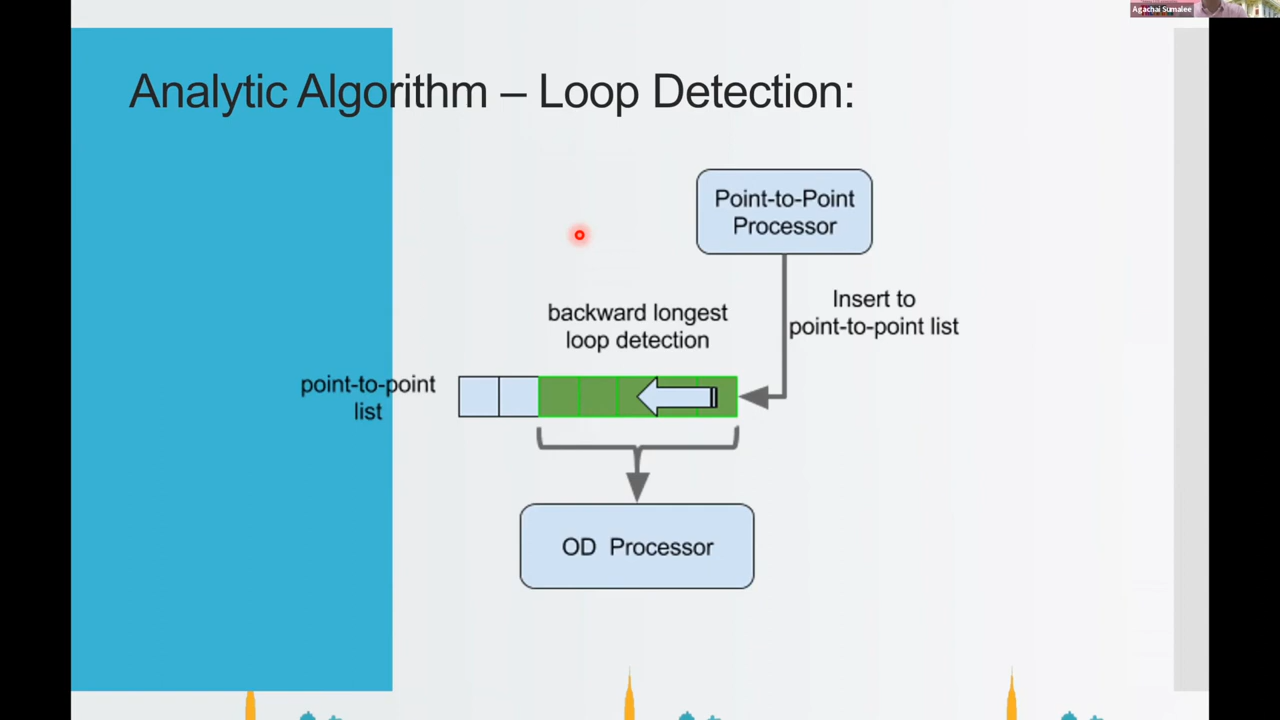 Agachai Sumalee
Analytic Algorithm – Loop Detection:
Point-to-Point
Processor
Insert to
point-to-point list
backward longest
loop detection
point-to-point
list
OD Processor